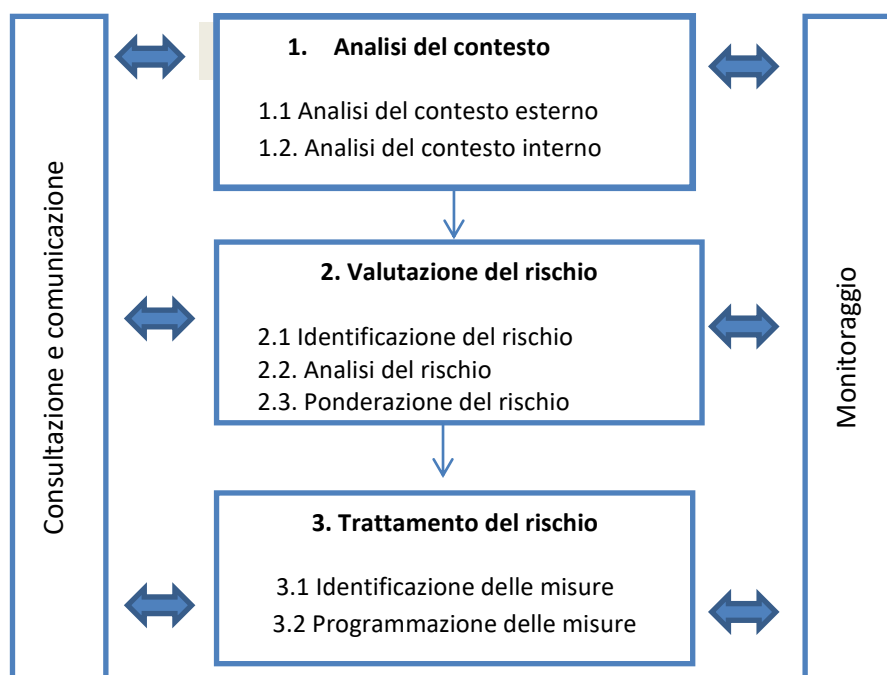 Consultazione e comunicazione
1. Analisi del contesto
1.1 Analisi del contesto esterno
1.2. Analisi del contesto interno
2. Valutazione del rischio
2.1 Identificazione del rischio
2.2. Analisi del rischio
2.3. Ponderazione del rischio
3. Trattamento del rischio
3.1 Identificazione delle misure
3.2 Programmazione delle misure
Monitoraggio